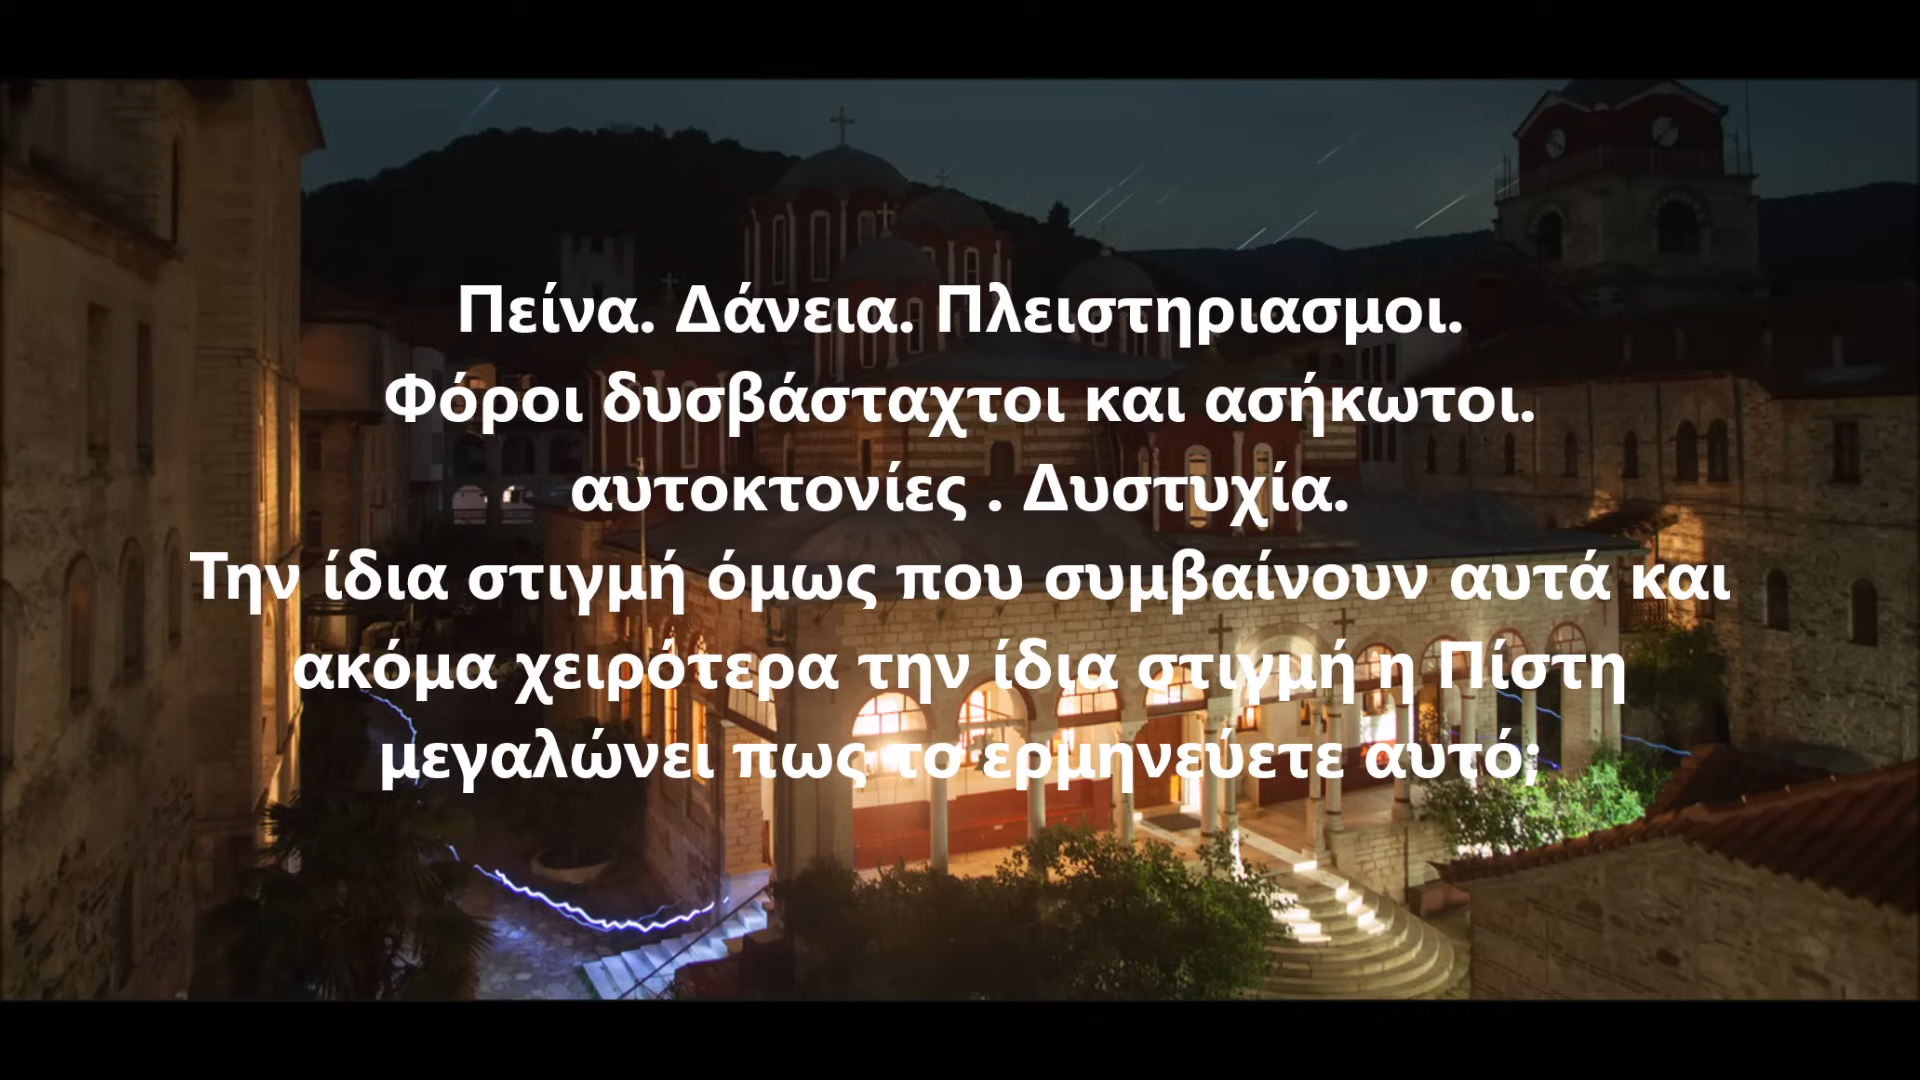 Πείνα. Δάνεια. Πλειστηριασμοι.
Φόροι δυσβάσταχτοι και ασήκωτοι.
αυτοκτονίες . Δυστυχία.
Την ίδια στιγμή όμως που συμβαίνουν αυτά και
ακόμα χειρότερα την ίδια στιγμή η Πίστη
μεγαλώνει πως το ερμηνεύετε αυτό;